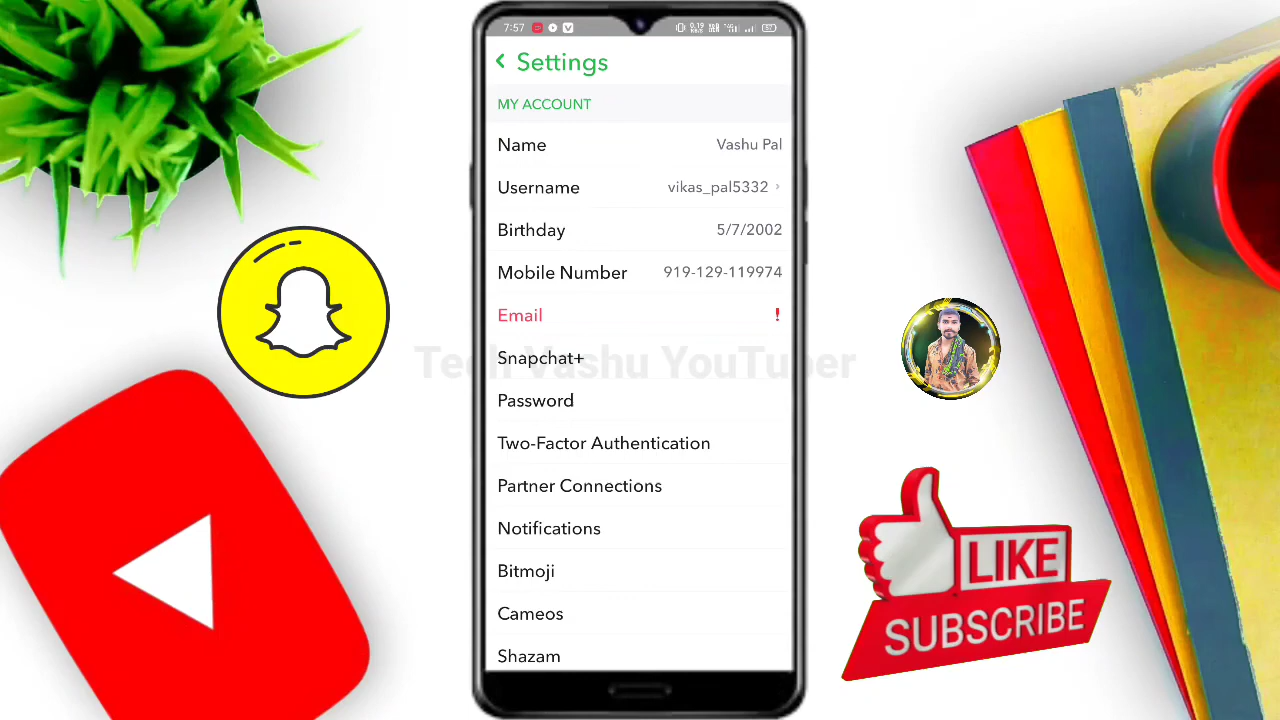 7:57
Settings
MY ACCOUNT
Name Vashu Pal
Username vikas_pal5332
Birthday 5/7/2002
Mobile Number 919-129-119974
Email !
Tech Vashu YouTuber
Snapchat+
Password
Two-Factor Authentication
Partner Connections
Notifications
Bitmoji
Cameos
Shazam
LIKE
SUBSCRIBE